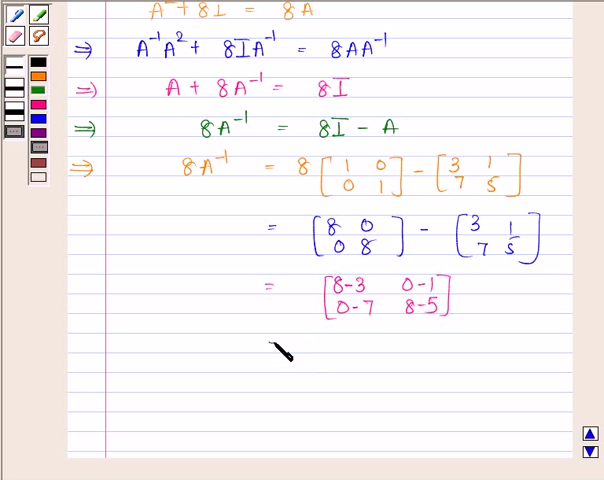 A² + 8I = 8A
⇒ A⁻¹A² + 8IA⁻¹ = 8AA⁻¹
⇒ A + 8A⁻¹ = 8I
⇒ 8A⁻¹ = 8I − A
⇒ 8A⁻¹ = 8 [1 0; 0 1] − [3 1; 7 5]
= [8 0; 0 8] − [3 1; 7 5]
= [8-3 0-1; 0-7 8-5]